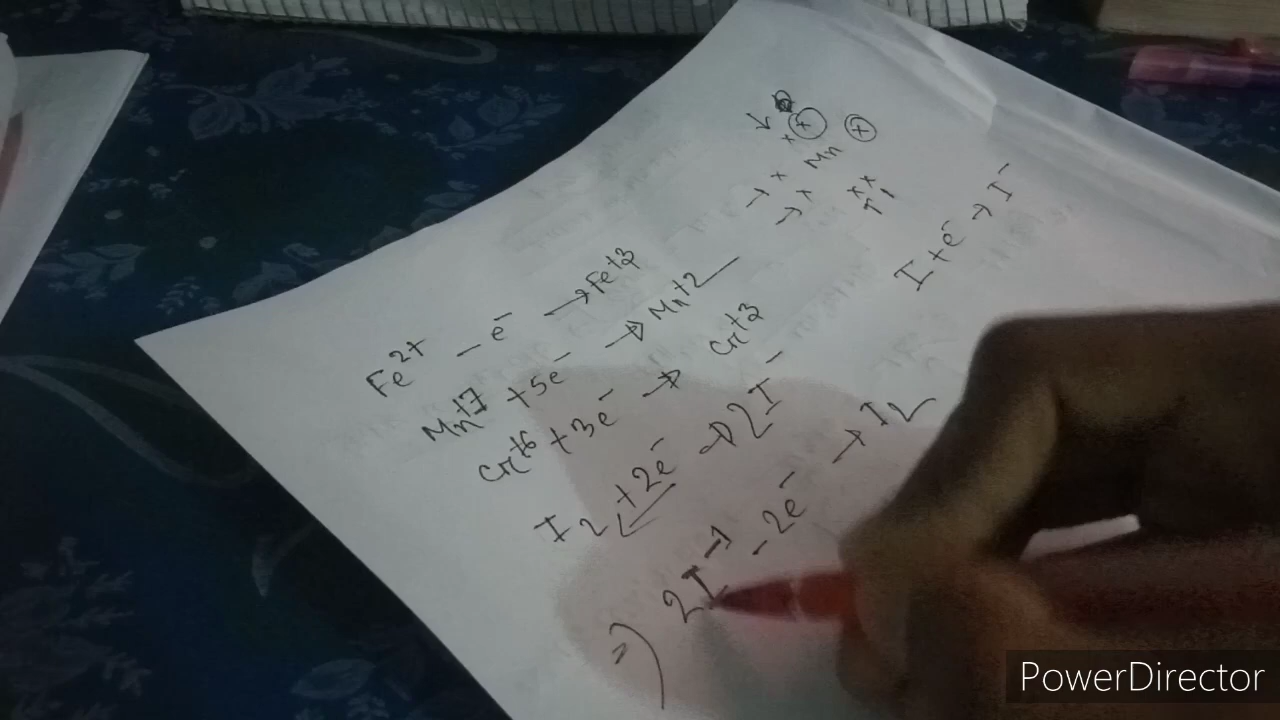 Mn
I + e⁻ → I⁻
Fe²⁺ – e⁻ → Fe+3
Mn+7 + 5e⁻ → Mn+2
Cr+6 + 3e⁻ → Cr+3
I2 + 2e⁻ → 2I⁻
2I⁻¹ - 2e⁻ → I2
PowerDirector